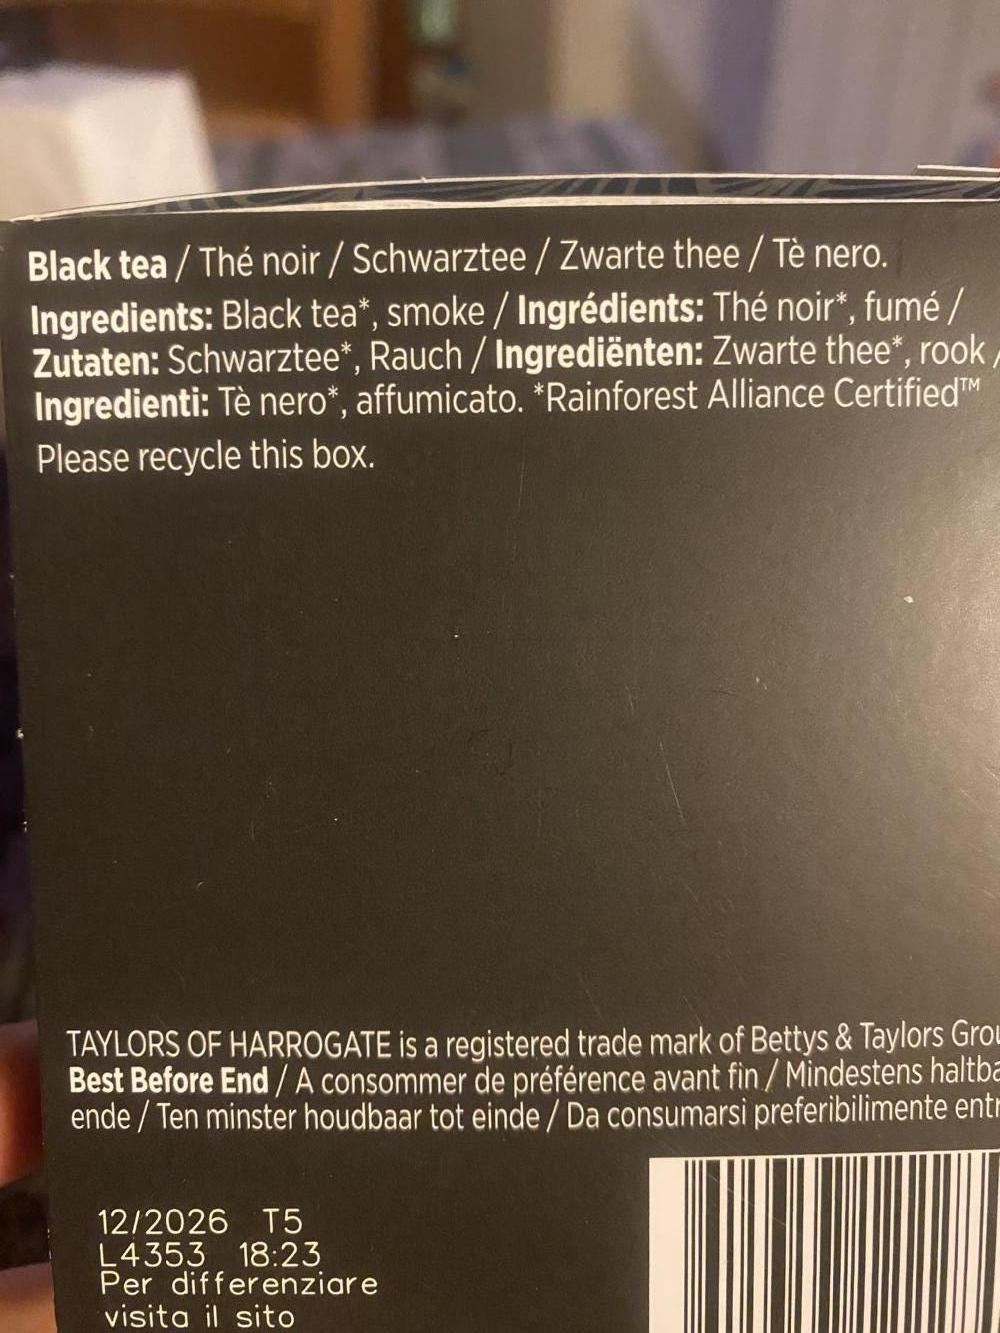 Black tea / Thé noir / Schwarztee / Zwarte thee / Tè nero.
Ingredients: Black tea*, smoke / Ingrédients: Thé noir*, fumé /
Zutaten: Schwarztee*, Rauch / Ingrediënten: Zwarte thee*, rook /
Ingredienti: Tè nero*, affumicato. *Rainforest Alliance Certified™
Please recycle this box.
TAYLORS OF HARROGATE is a registered trade mark of Bettys & Taylors
Best Before End / A consommer de préférence avant fin / Mindestens
ende / Ten minster houdbaar tot einde / Da consumarsi preferibilimente
12/2026 T5
L4353 18:23
Per differenziare
visita il sito